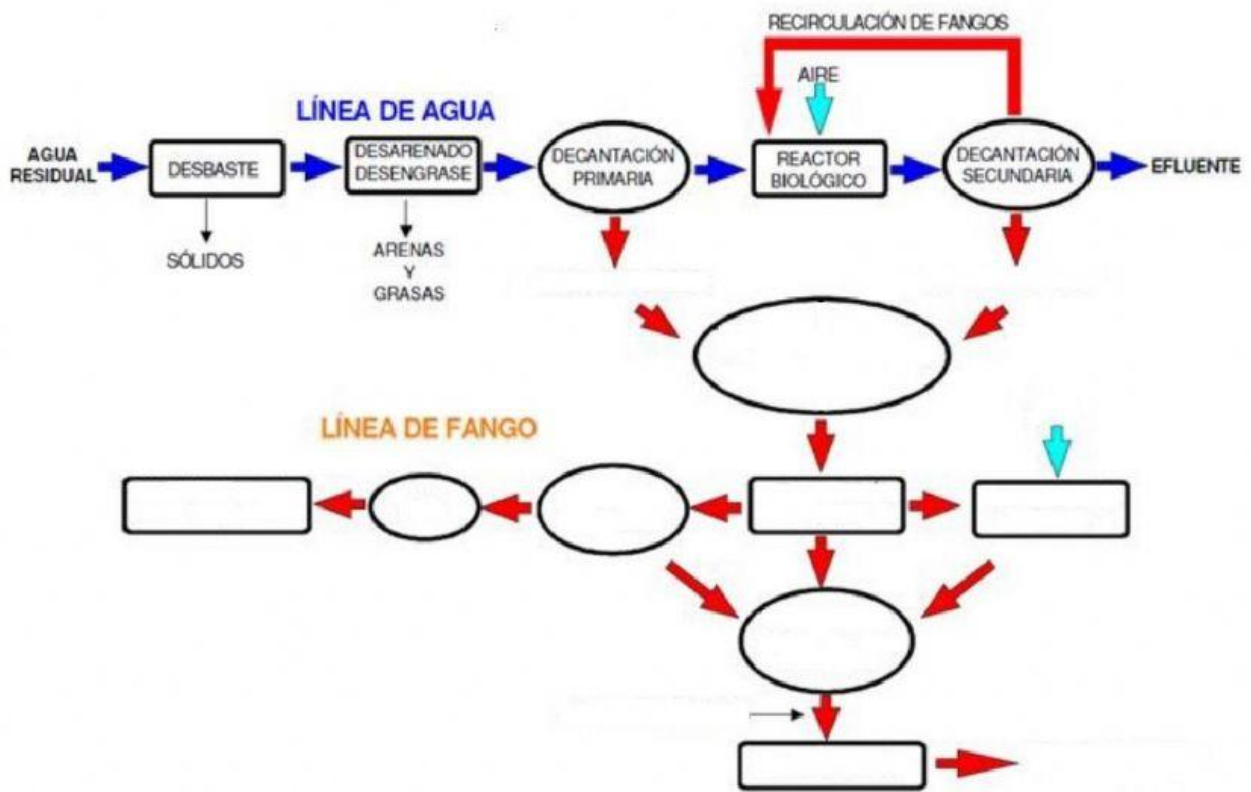 RECIRCULACIÓN DE FANGOS
AIRE
LÍNEA DE AGUA
AGUA
RESIDUAL
DESBASTE
DESARENADO
DESENGRASE
DECANTACIÓN
PRIMARIA
REACTOR
BIOLÓGICO
DECANTACIÓN
SECUNDARIA
EFLUENTE
SÓLIDOS
ARENAS
Y
GRASAS
LÍNEA DE FANGO